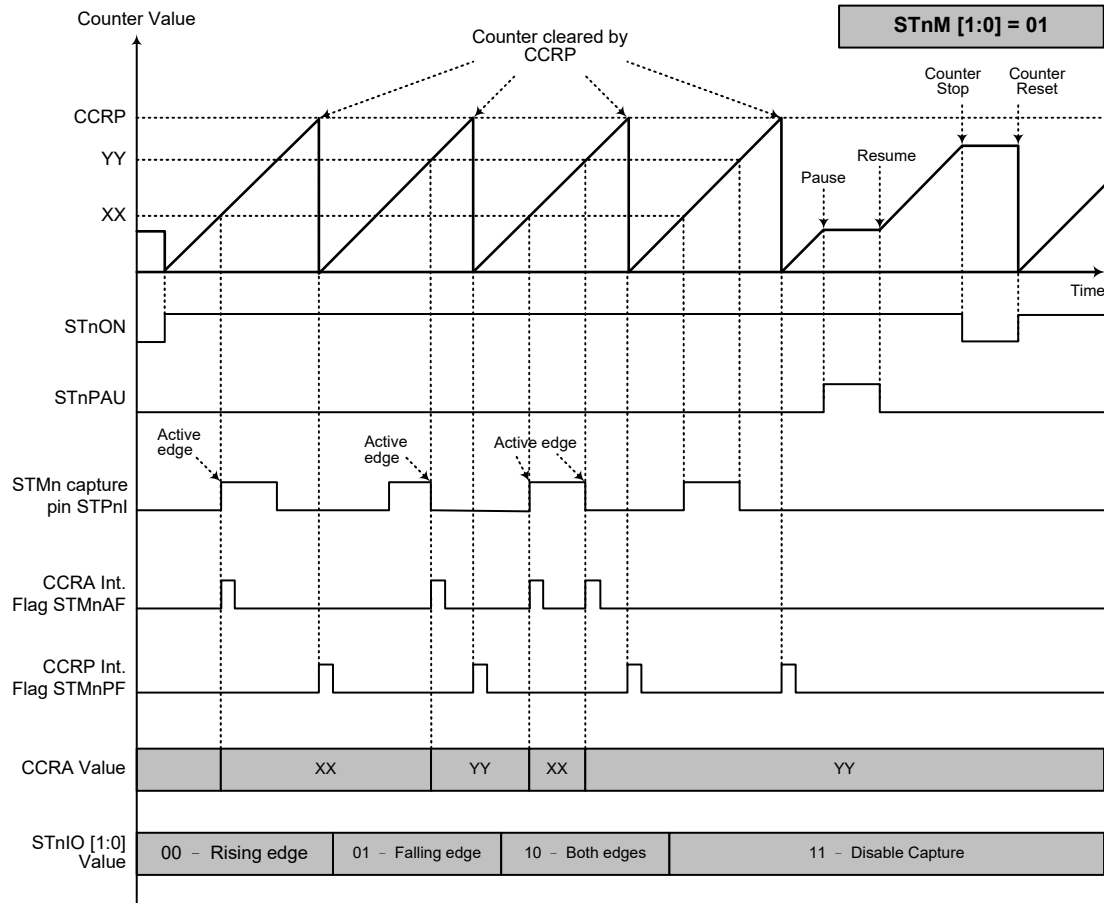 Counter Value
STnM [1:0] = 01
Counter cleared by
CCRP
Counter
Stop
Counter
Reset
CCRP
YY
Resume
Pause
XX
Time
STnON
STnPAU
Active
edge
Active
edge
Active edge
STMn capture
pin STPnI
CCRA Int.
Flag STMnAF
CCRP Int.
Flag STMnPF
CCRA Value
XX
YY
XX
YY
STnIO [1:0]
Value
00 - Rising edge
01 - Falling edge
10 - Both edges
11 - Disable Capture